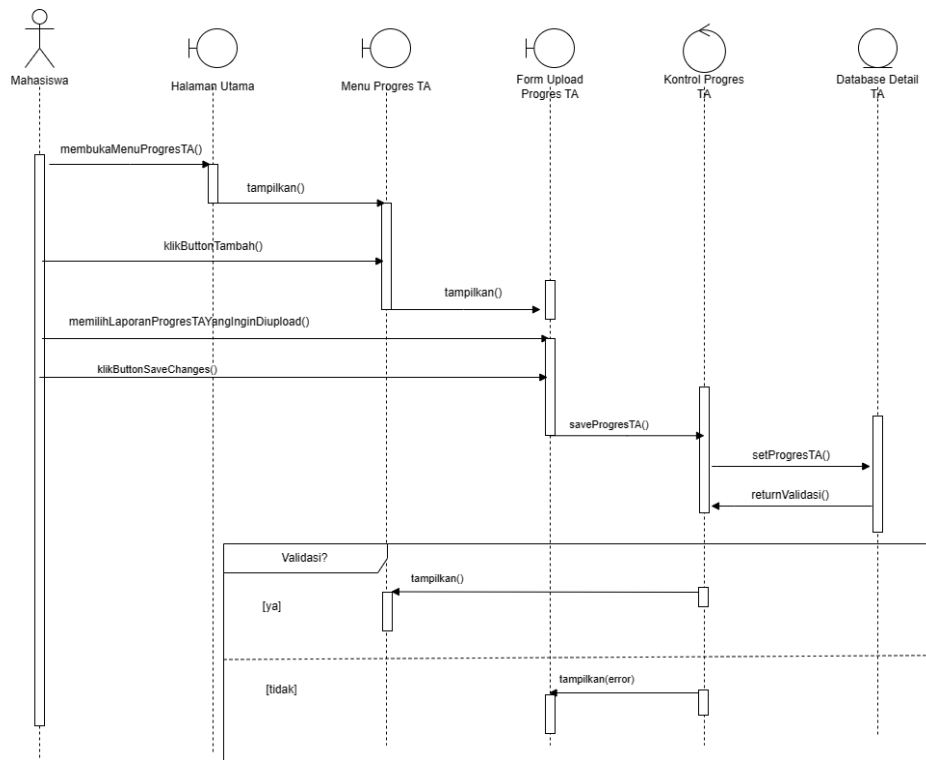 Mahasiswa
Halaman Utama
Menu Progres TA
Form Upload
Progres TA
Kontrol Progres
TA
Database Detail
TA
membukaMenuProgresTA()
tampilkan()
klikButtonTambah()
tampilkan()
memilihLaporanProgresTAYangInginDiupload()
klikButtonSaveChanges()
saveProgresTA()
setProgresTA()
returnValidasi()
Validasi?
tampilkan()
[ya]
tampilkan(error)
[tidak]